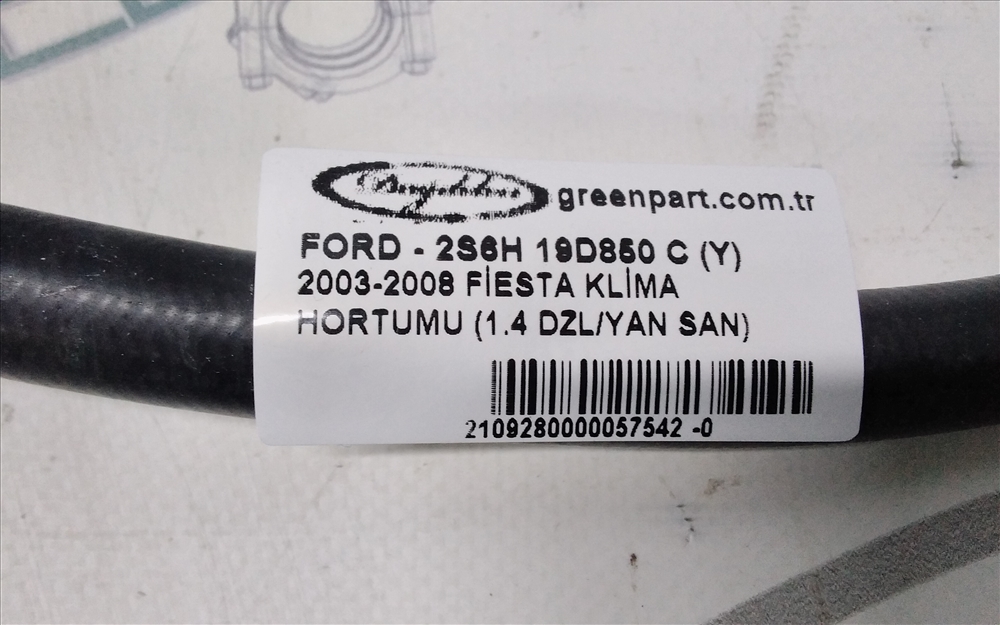 greenpart.com.tr
FORD - 2S6H 19D850 C (Y)
2003-2008 FİESTA KLİMA
HORTUMU (1.4 DZL/YAN SAN)
2109280000057542 -0